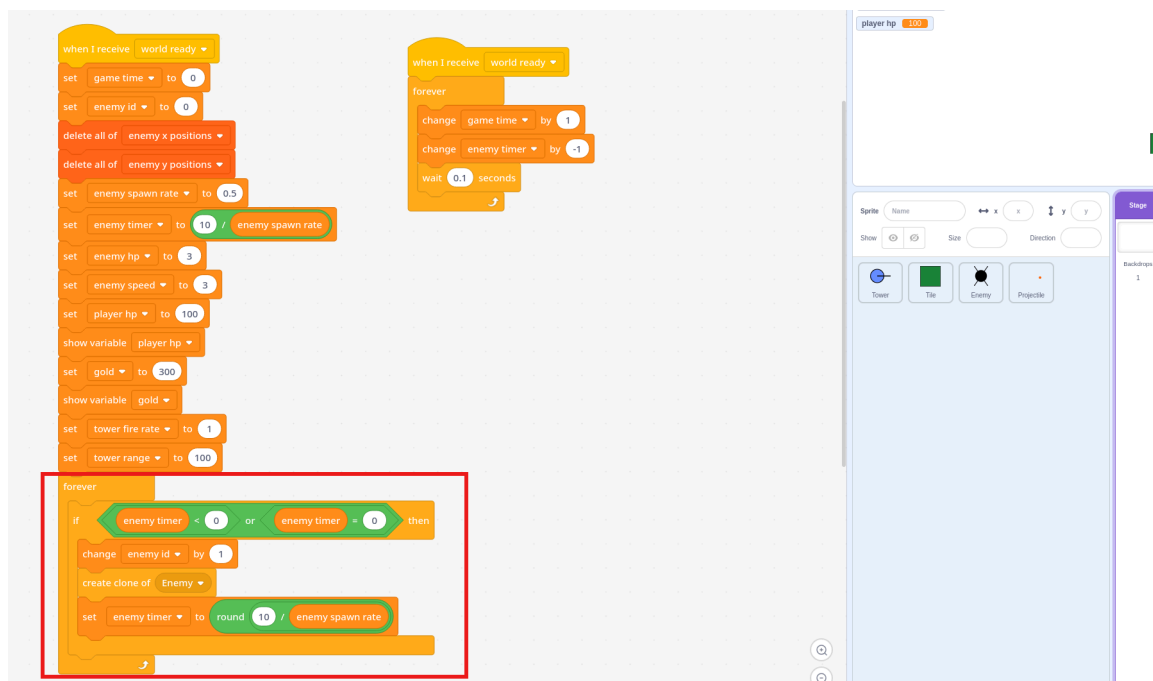 when I receive world ready
set game time to 0
set enemy id to 0
delete all of enemy x positions
delete all of enemy y positions
set enemy spawn rate to 0.5
set enemy timer to 10 / enemy spawn rate
set enemy hp to 3
set enemy speed to 3
set player hp to 100
show variable player hp
set gold to 300
show variable gold
set tower fire rate to 1
set tower range to 100
forever
if enemy timer < 0 or enemy timer = 0 then
change enemy id by 1
create clone of Enemy
set enemy timer to round 10 / enemy spawn rate
when I receive world ready
forever
change game time by 1
change enemy timer by -1
wait 0.1 seconds
player hp 100
Sprite Name x x y y
Show Size Direction
Tower Tile Enemy Projectile
Stage
Backdrops
1